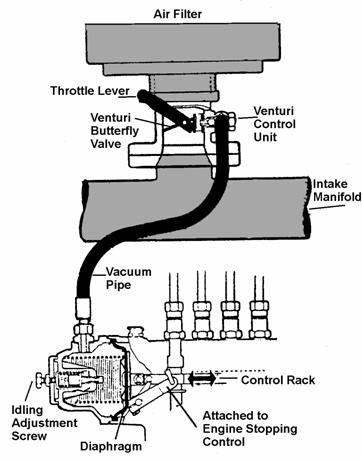 Air Filter
Throttle Lever
Venturi
Butterfly
Valve
Venturi
Control
Unit
Intake
Manifold
Vacuum
Pipe
Control Rack
Idling
Adjustment
Screw
Attached to
Engine Stopping
Control
Diaphragm